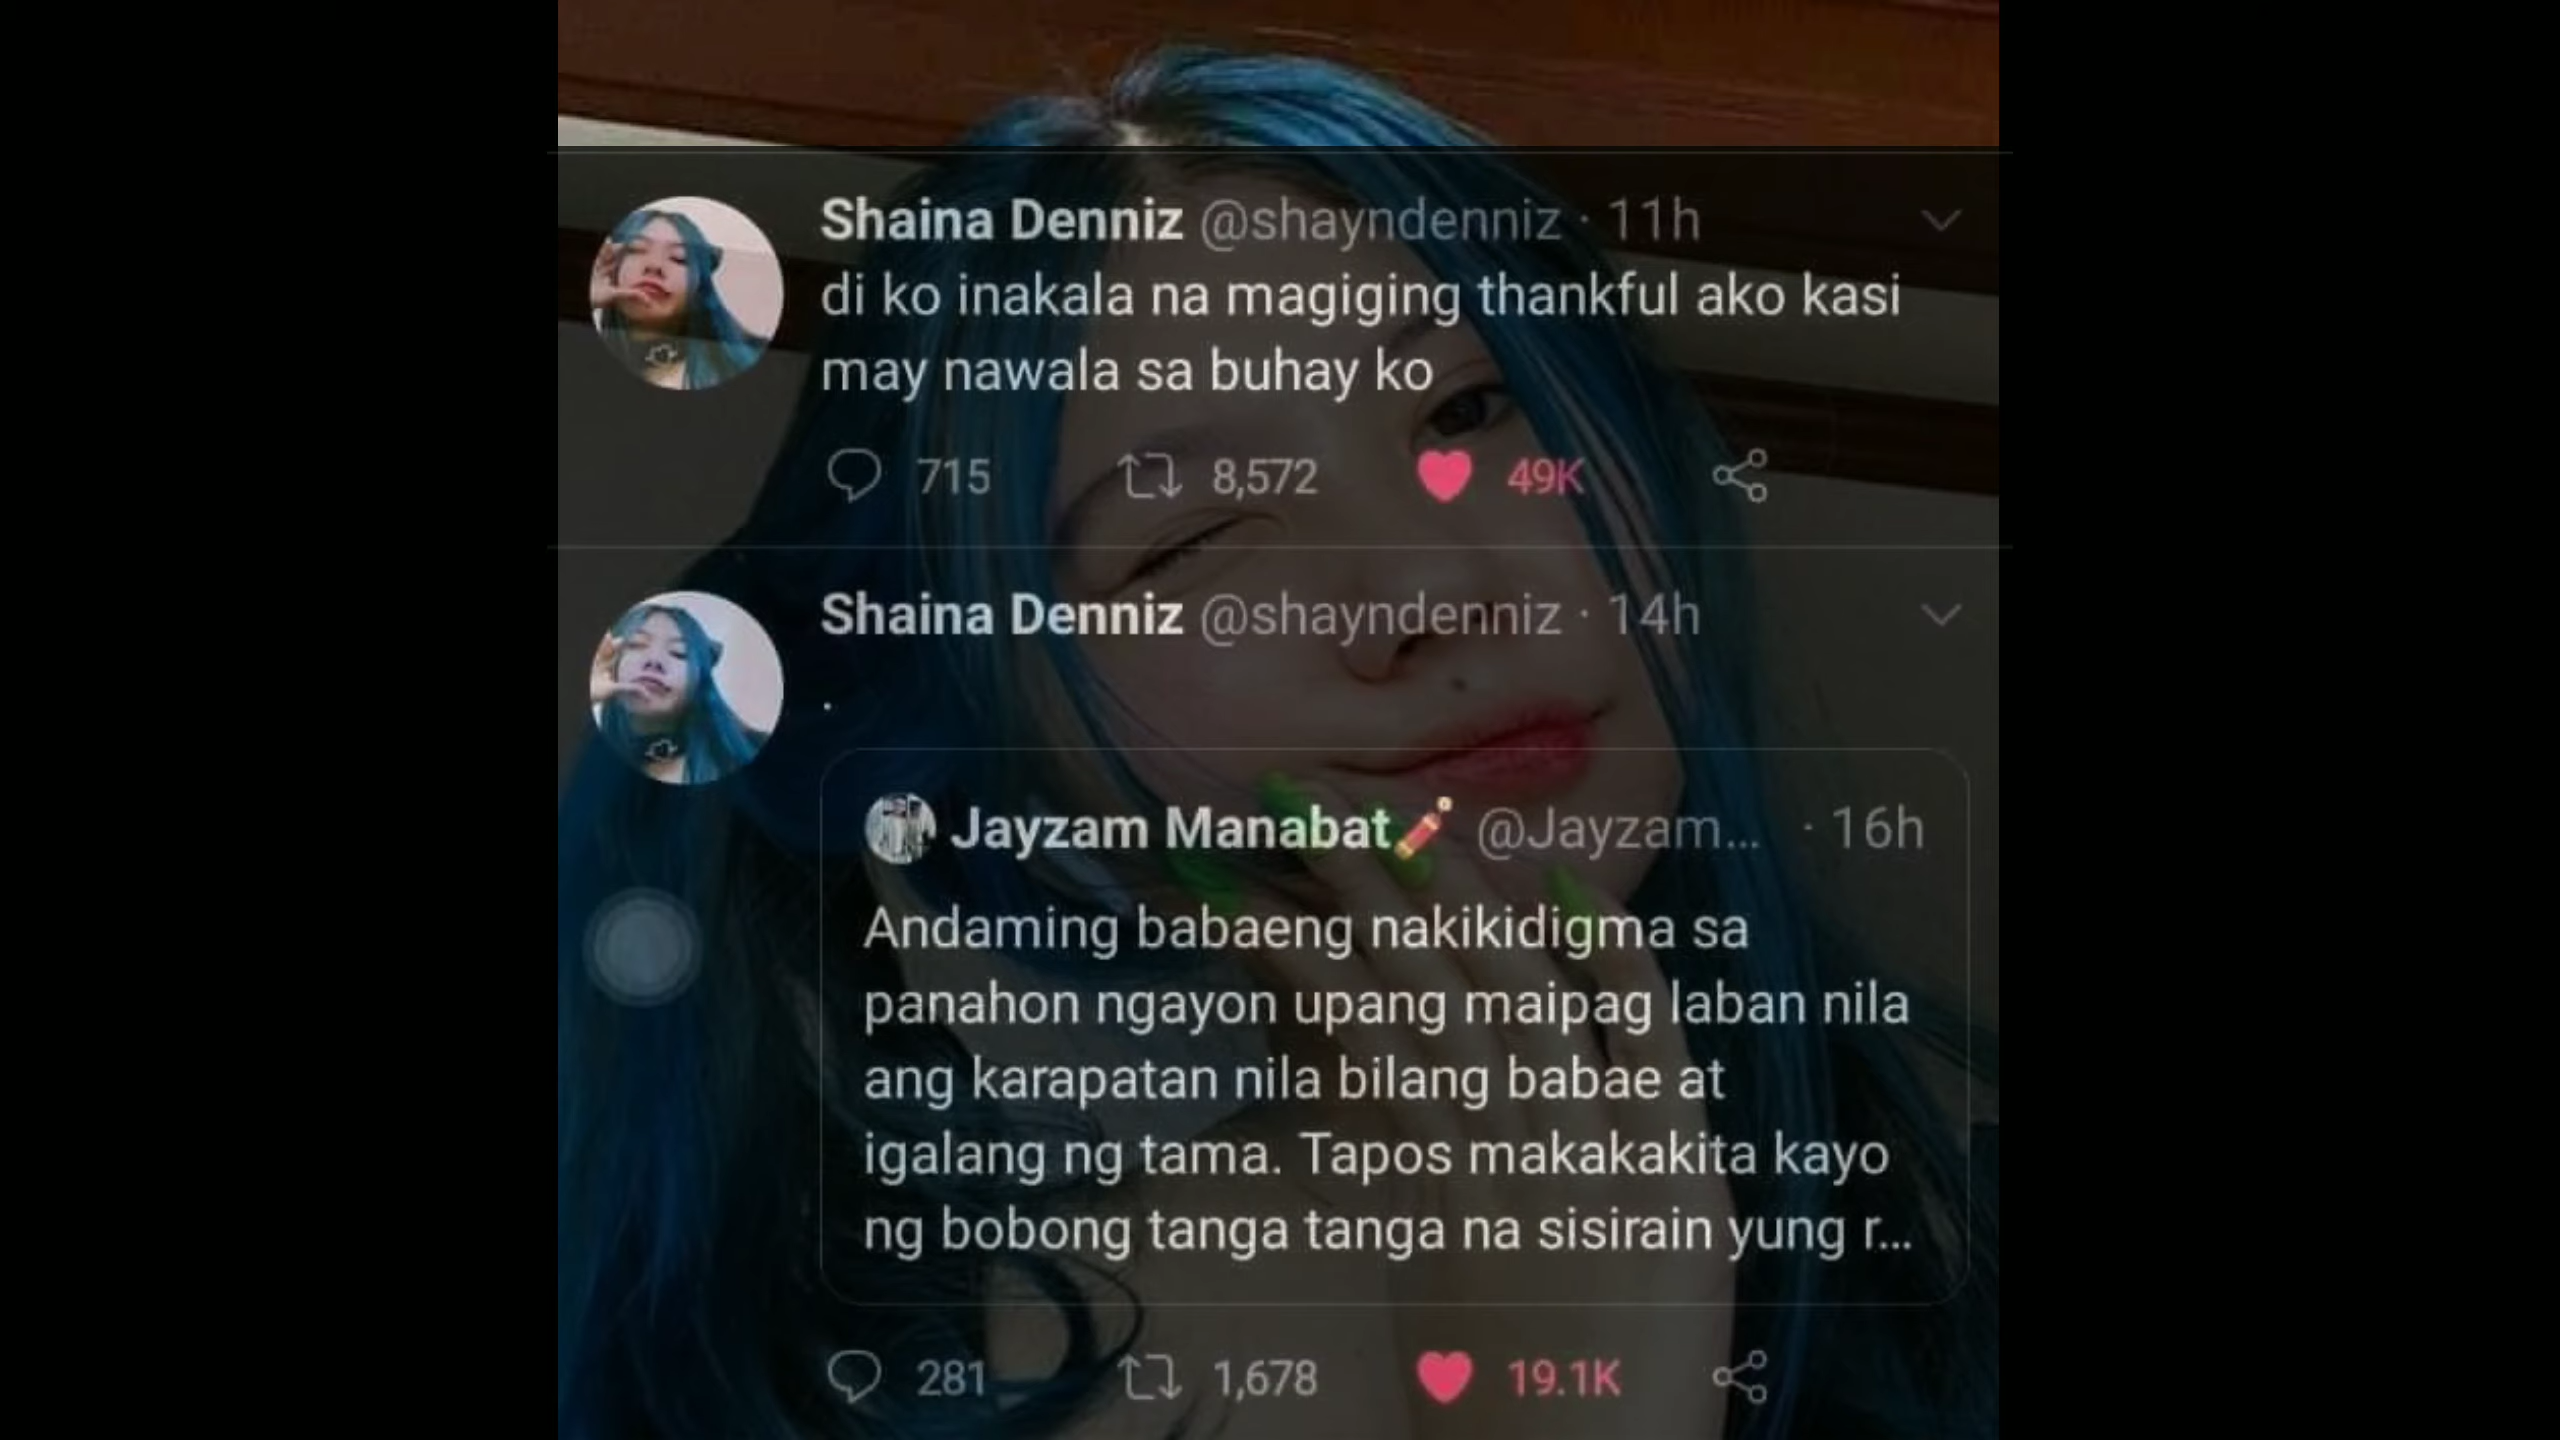 Shaina Denniz @shayndenniz · 11h
di ko inakala na magiging thankful ako kasi
may nawala sa buhay ko
715 8,572 49K
Shaina Denniz @shayndenniz · 14h
.
Jayzam Manabat🧨 @Jayzam... · 16h
Andaming babaeng nakikidigma sa
panahon ngayon upang maipag laban nila
ang karapatan nila bilang babae at
igalang ng tama. Tapos makakakita kayo
ng bobong tanga tanga na sisirain yung r...
281 1,678 19.1K